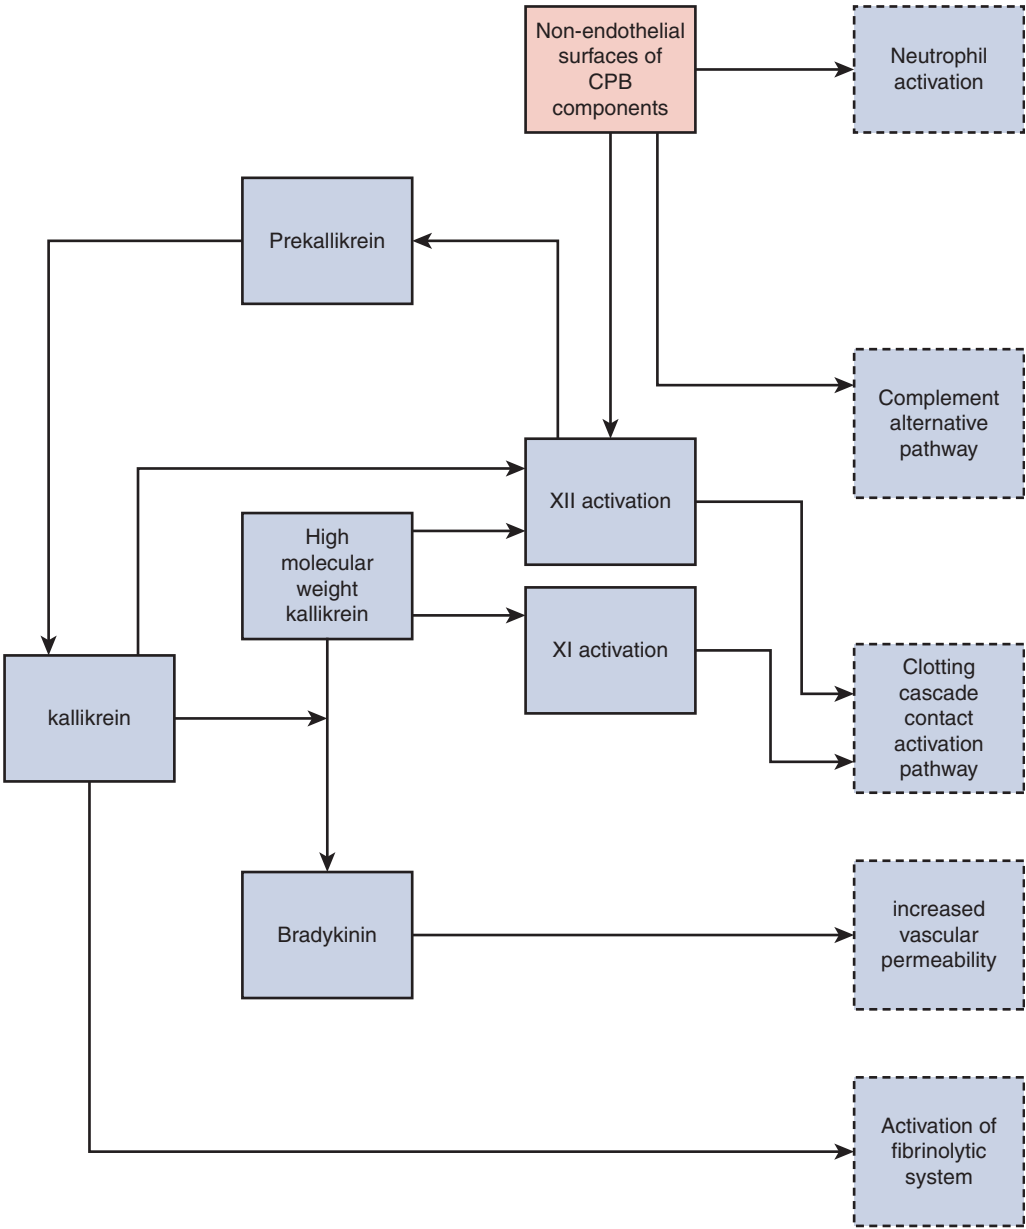 Non-endothelial
surfaces of
CPB
components
Neutrophil
activation
Prekallikrein
Complement
alternative
pathway
XII activation
High
molecular
weight
kallikrein
XI activation
Clotting
cascade
contact
activation
pathway
kallikrein
Bradykinin
increased
vascular
permeability
Activation of
fibrinolytic
system